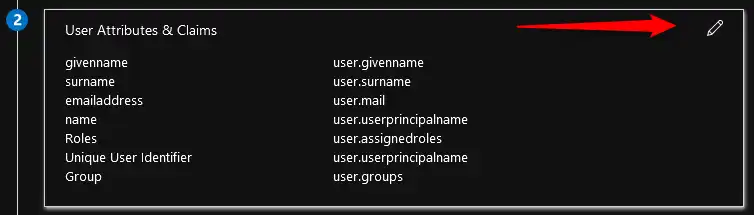 2
User Attributes & Claims
givenname user.givenname
surname user.surname
emailaddress user.mail
name user.userprincipalname
Roles user.assignedroles
Unique User Identifier user.userprincipalname
Group user.groups